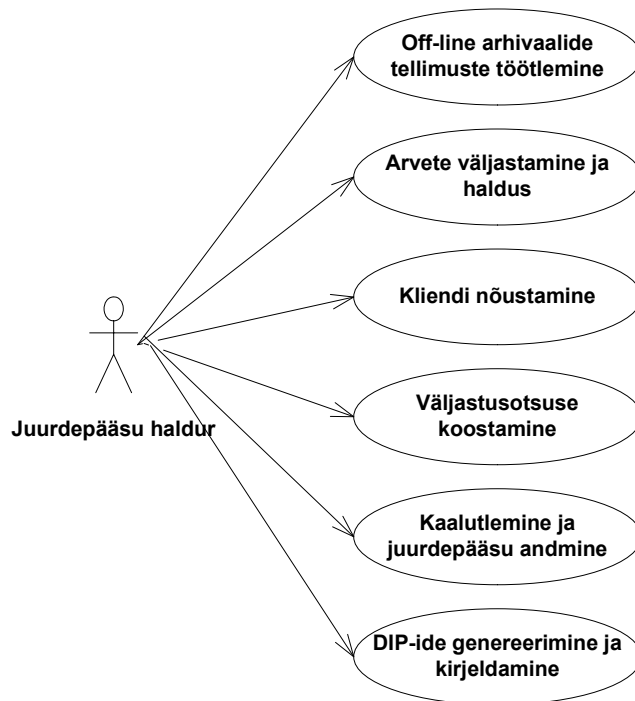 Off-line arhivaalide
tellimuste töötlemine
Arvete väljastamine ja
haldus
Kliendi nõustamine
Juurdepääsu haldur
Väljastusotsuse
koostamine
Kaalutlemine ja
juurdepääsu andmine
DIP-ide genereerimine ja
kirjeldamine